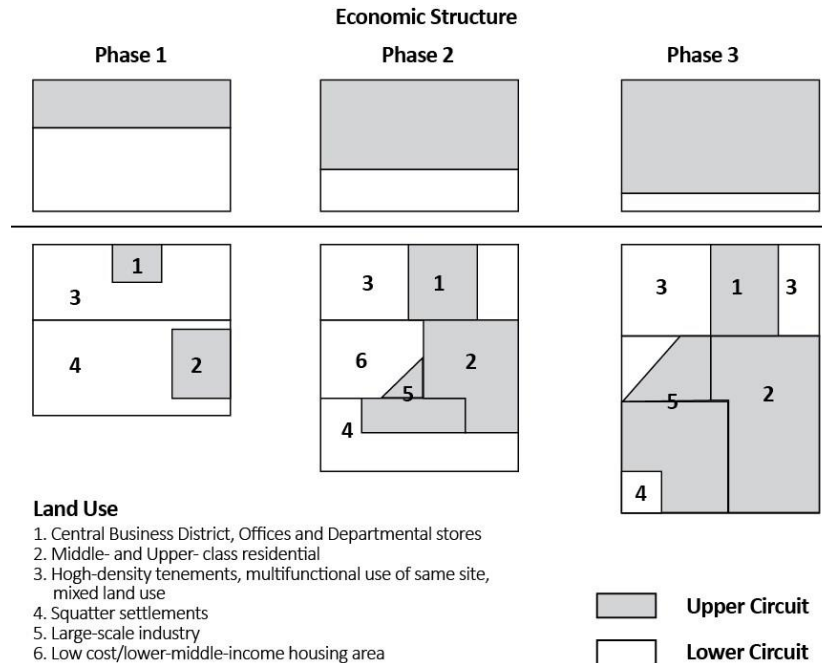 Economic Structure
Phase 1 Phase 2 Phase 3
1
3
4
2
3
1
6
2
5
4
3
1
3
5
2
4
Land Use
1. Central Business District, Offices and Departmental stores
2. Middle- and Upper- class residential
3. Hogh-density tenements, multifunctional use of same site,
mixed land use
4. Squatter settlements
5. Large-scale industry
6. Low cost/lower-middle-income housing area
Upper Circuit
Lower Circuit